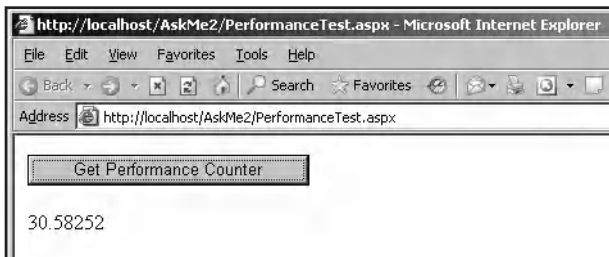 http://localhost/AskMe2/PerformanceTest.aspx - Microsoft Internet Explorer
File Edit View Favorites Tools Help
Back Search Favorites
Address http://localhost/AskMe2/PerformanceTest.aspx
Get Performance Counter
30.58252